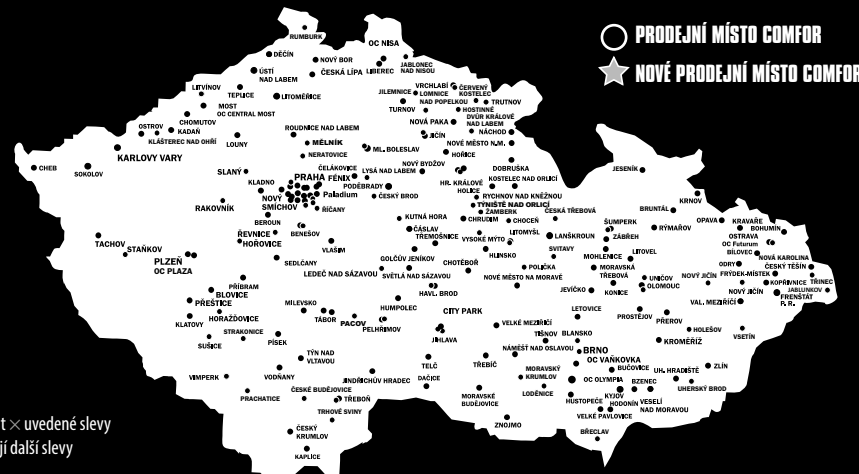 PRODEJNÍ MÍSTO COMFOR
NOVÉ PRODEJNÍ MÍSTO COMFOR
RUMBURK
OC NISA
DĚČÍN
NOVÝ BOR
ÚSTÍ
NAD LABEM
ČESKÁ LÍPA
LIBEREC
JABLONEC
NAD NISOU
LITVÍNOV
TEPLICE
LITOMĚŘICE
JILEMNICE
VRCHLABÍ
ČERVENÝ
KOSTELEC
LOMNICE
NAD POPELKOU
TRUTNOV
MOST
OC CENTRAL MOST
TURNOV
HOSTINNÉ
DVŮR KRÁLOVÉ
NAD LABEM
CHOMUTOV
OSTROV
KADAŇ
KLÁŠTEREC NAD OHŘÍ
ROUDNICE NAD LABEM
NOVÁ PAKA
JIČÍN
NÁCHOD
LOUNY
MĚLNÍK
ML. BOLESLAV
NOVÉ MĚSTO N.M.
KARLOVY VARY
NERATOVICE
HOŘICE
CHEB
SOKOLOV
SLANÝ
ČELÁKOVICE
LYSÁ NAD LABEM
NOVÝ BYDŽOV
DOBRUŠKA
JESENÍK
KLADNO
PRAHA
FÉNIX
Paladium
PODĚBRADY
HR. KRÁLOVÉ
HOLICE
KOSTELEC NAD ORLICÍ
NOVÝ
SMÍCHOV
ČESKÝ BROD
RYCHNOV NAD KNĚŽNOU
TÝNIŠTĚ NAD ORLICÍ
KRNOV
RAKOVNÍK
ŘÍČANY
ŽAMBERK
BRUNTÁL
BEROUN
KUTNÁ HORA
CHRUDIM
CHOCEŇ
ČESKÁ TŘEBOVÁ
ŠUMPERK
RÝMAŘOV
OPAVA
KRAVAŘE
BOHUMÍN
BENEŠOV
ČÁSLAV
LITOMYŠL
ŘEVNICE
TŘEMOŠNICE
VYSOKÉ MÝTO
LANŠKROUN
ZÁBŘEH
OSTRAVA
OC Futurum
TACHOV
HOŘOVICE
VLAŠIM
SVITAVY
MOHLENICE
LITOVEL
BÍLOVEC
STAŇKOV
GOLČŮV JENÍKOV
HLINSKO
NOVÁ KAROLINA
PLZEŇ
OC PLAZA
SEDLČANY
LEDEČ NAD SÁZAVOU
CHOTĚBOŘ
POLIČKA
MORAVSKÁ
TŘEBOVÁ
ODRY
ČESKÝ TĚŠÍN
SVĚTLÁ NAD SÁZAVOU
FRÝDEK-MÍSTEK
UNIČOV
OLOMOUC
NOVÝ JIČÍN
KOPŘIVNICE
TŘINEC
PŘÍBRAM
HAVL. BROD
NOVÉ MĚSTO NA MORAVĚ
JEVÍČKO
KONICE
NOVÝ JIČÍN
JABLUNKOV
BLOVICE
FRENŠTÁT
P. R.
PŘEŠTICE
MILEVSKO
HUMPOLEC
VAL. MEZIŘÍČÍ
HORAŽĎOVICE
TÁBOR
PACOV
CITY PARK
LETOVICE
PROSTĚJOV
PŘEROV
KLATOVY
PELHŘIMOV
VELKÉ MEZIŘÍČÍ
HOLEŠOV
VSETÍN
STRAKONICE
TIŠNOV
BLANSKO
SUŠICE
PÍSEK
JIHLAVA
NÁMĚŠŤ NAD OSLAVOU
KROMĚŘÍŽ
BRNO
TÝN NAD
VLTAVOU
TELČ
TŘEBÍČ
OC VAŇKOVKA
UH. HRADIŠTĚ
ZLÍN
VODŇANY
MORAVSKÝ
KRUMLOV
BUČOVICE
VIMPERK
JINDŘICHŮV HRADEC
OC OLYMPIA
BZENEC
DAČICE
LODĚNICE
UHERSKÝ BROD
ČESKÉ BUDĚJOVICE
MORAVSKÉ
BUDĚJOVICE
KYJOV
PRACHATICE
TŘEBOŇ
HUSTOPEČE
HODONÍN
VESELÍ
NAD MORAVOU
TRHOVÉ SVINY
VELKÉ PAVLOVICE
ZNOJMO
t × uvedené slevy
ČESKÝ
KRUMLOV
BŘECLAV
jí další slevy
KAPLICE